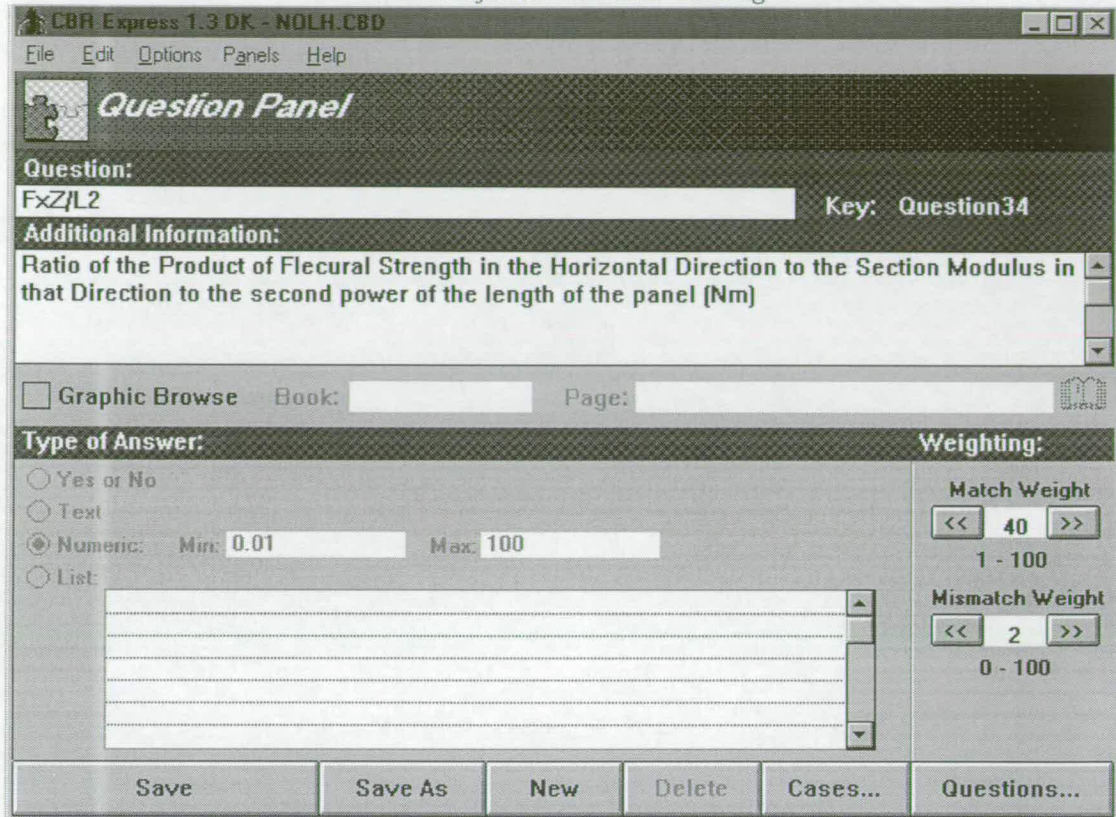 CBR Express 1.3 DK - NOLH.CBD
File Edit Options Panels Help
Question Panel
Question:
FxZ/L2
Key: Question34
Additional Information:
Ratio of the Product of Flecural Strength in the Horizontal Direction to the Section Modulus in
that Direction to the second power of the length of the panel (Nm)
Graphic Browse Book: Page:
Type of Answer: Weighting:
Yes or No
Text
Numeric: Min: 0.01 Max: 100
List:
Match Weight
<< 40 >>
1 - 100
Mismatch Weight
<< 2 >>
0 - 100
Save Save As New Delete Cases... Questions...